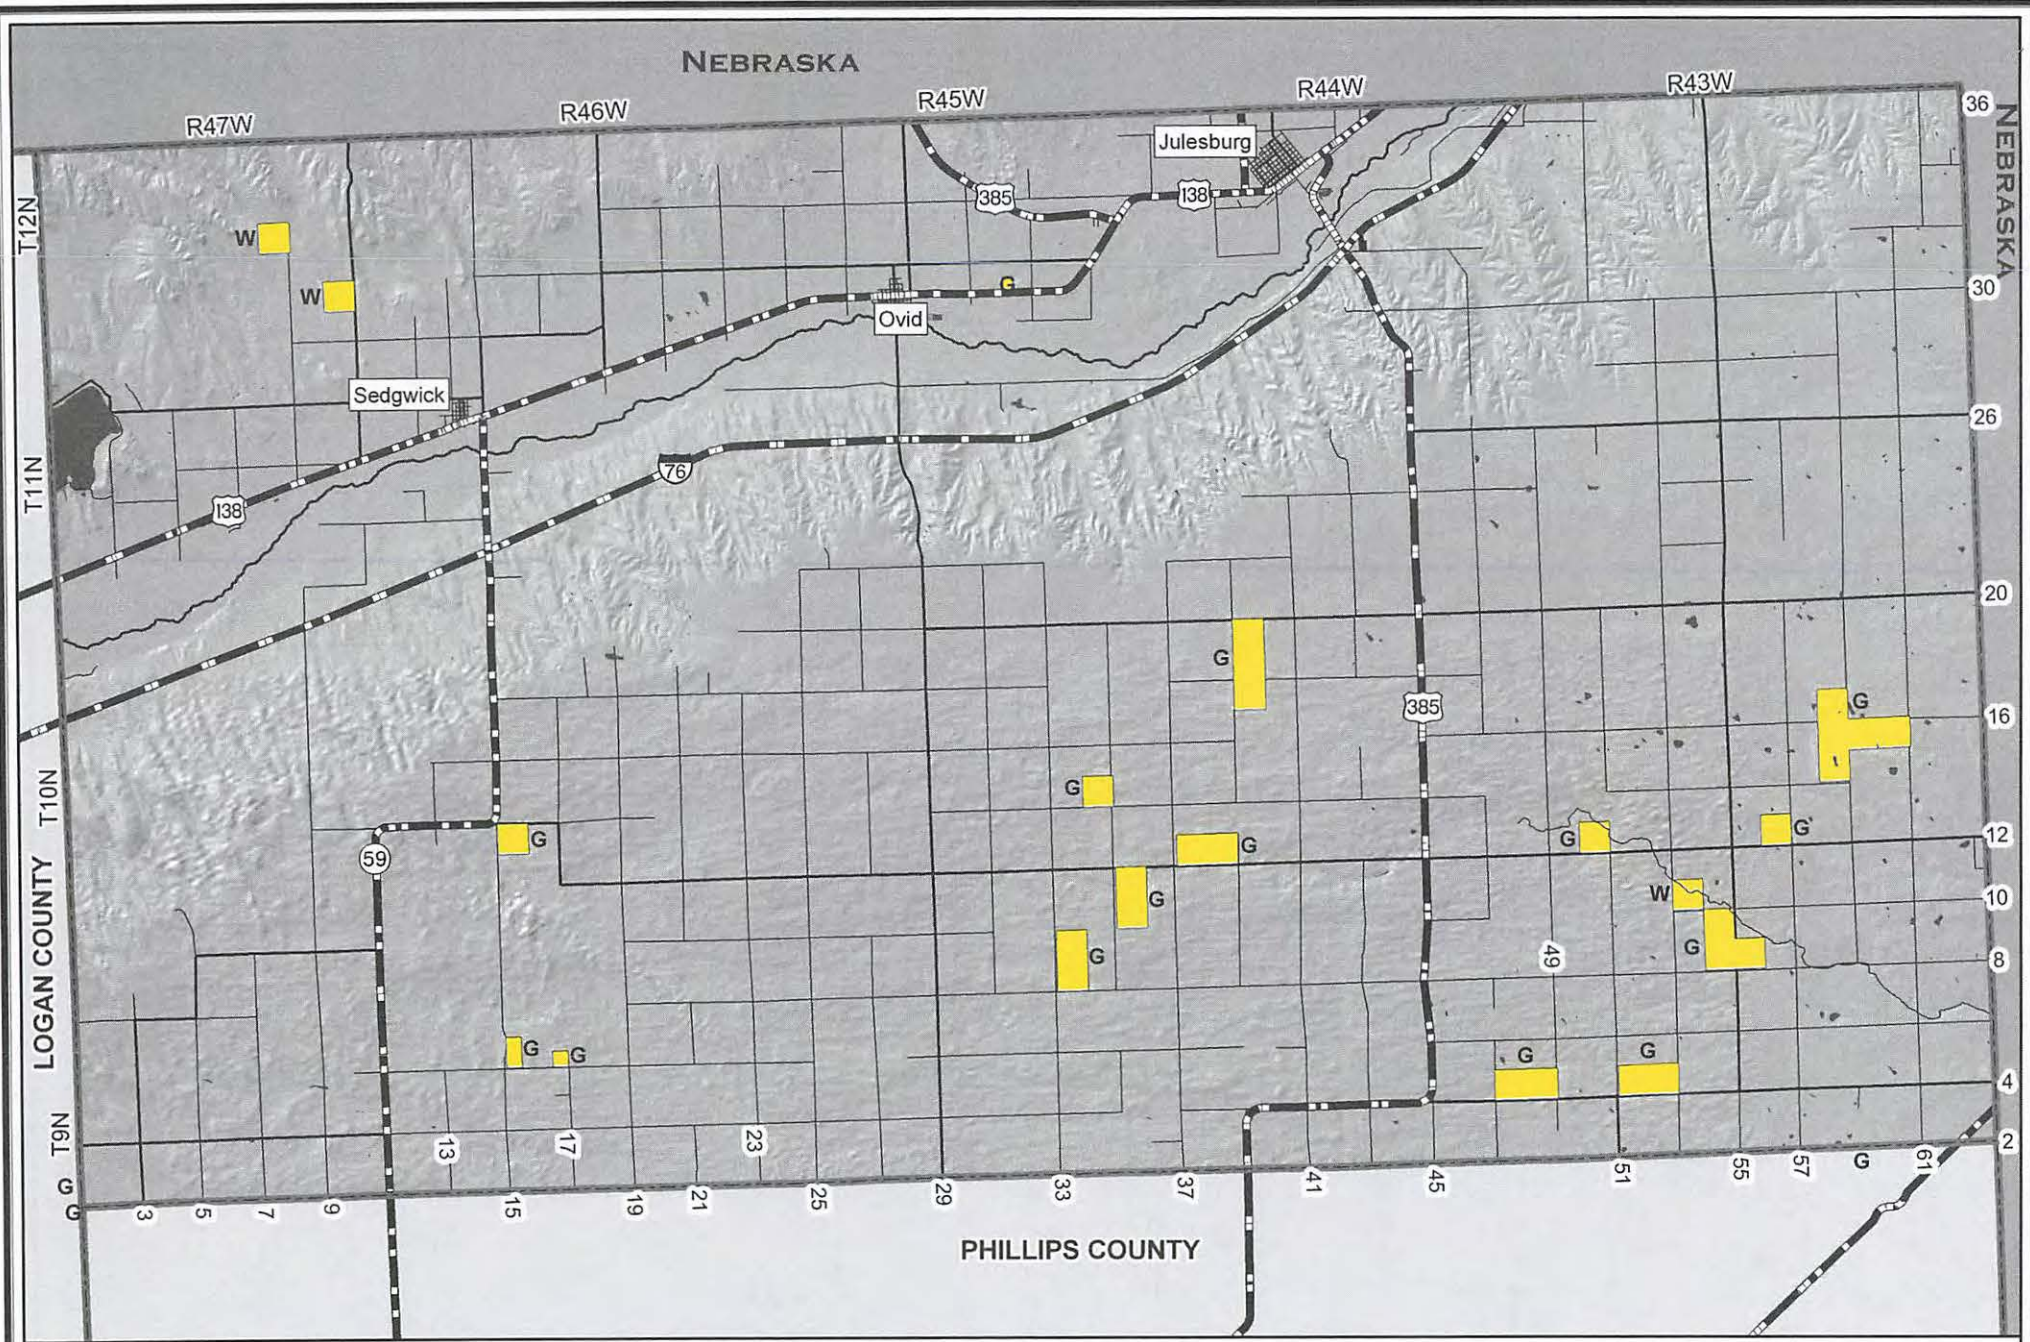 NEBRASKA
R47W
R46W
R45W
R44W
R43W
36
NEBRASKA
Julesburg
T12N
385
138
W
G
30
W
Ovid
Sedgwick
26
T11N
76
138
20
G
385
G
16
G
T10N
G
G
12
G
G
59
W
10
G
LOGAN COUNTY
G
G
49
8
G
G
G
G
4
T9N
13
17
23
2
G
G
G
3
5
7
9
15
19
21
25
29
33
37
41
45
51
55
57
61
PHILLIPS COUNTY